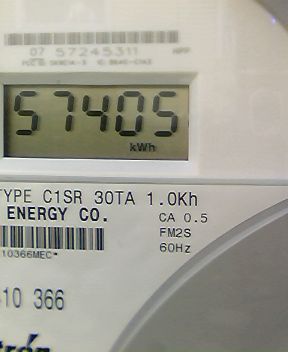 07 57245311
57405
kWh
TYPE C1SR 30TA 1.0Kh
ENERGY CO.
CA 0.5
FM2S
60Hz
10366MEC*
10 366